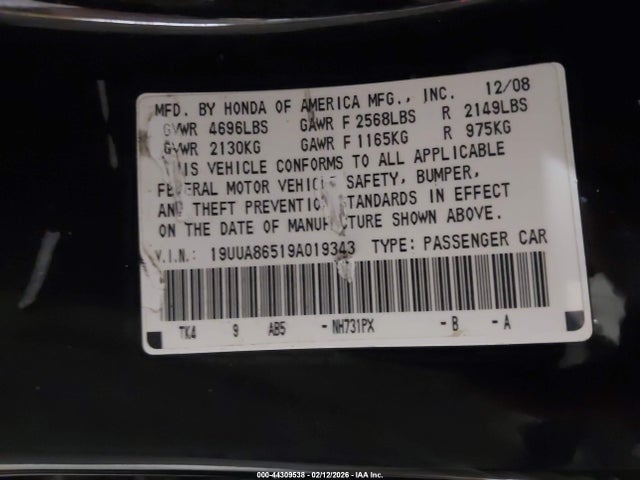 MFD. BY HONDA OF AMERICA MFG., INC. 12/08
GVWR 4696LBS GAWR F 2568LBS R 2149LBS
GVWR 2130KG GAWR F 1165KG R 975KG
THIS VEHICLE CONFORMS TO ALL APPLICABLE
FEDERAL MOTOR VEHICLE SAFETY, BUMPER,
AND THEFT PREVENTION STANDARDS IN EFFECT
ON THE DATE OF MANUFACTURE SHOWN ABOVE.
V.I.N.: 19UUA86519A019343 TYPE: PASSENGER CAR
TK4 9 AB5 - NH731PX - B - A
000-44309538 - 02/12/2026 - IAA Inc.